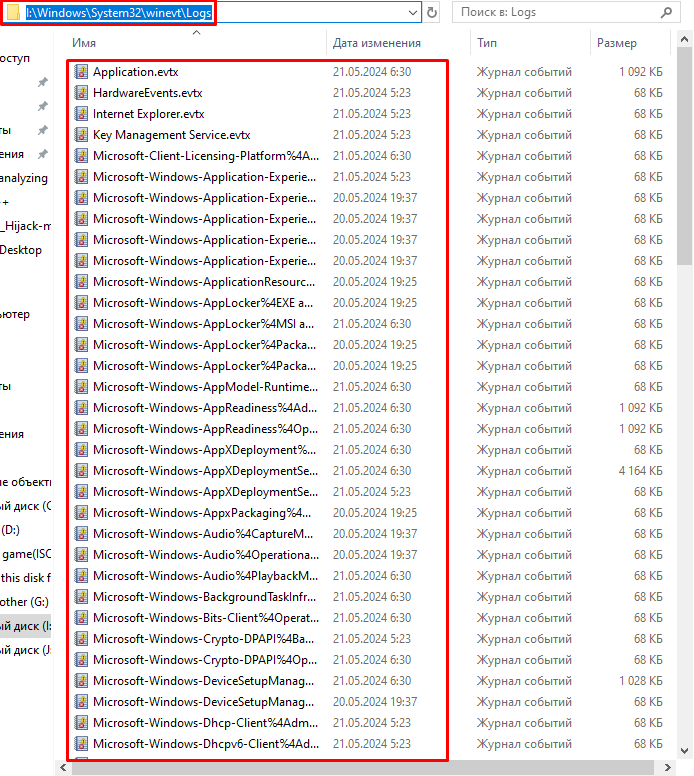 I:\Windows\System32\winevt\Logs
Поиск в: Logs
Имя Дата изменения Тип Размер
Application.evtx 21.05.2024 6:30 Журнал событий 1 092 КБ
HardwareEvents.evtx 21.05.2024 5:23 Журнал событий 68 КБ
Internet Explorer.evtx 21.05.2024 5:23 Журнал событий 68 КБ
Key Management Service.evtx 21.05.2024 5:23 Журнал событий 68 КБ
Microsoft-Client-Licensing-Platform%4A... 21.05.2024 6:30 Журнал событий 68 КБ
Microsoft-Windows-Application-Experie... 21.05.2024 5:23 Журнал событий 68 КБ
Microsoft-Windows-Application-Experie... 20.05.2024 19:37 Журнал событий 68 КБ
Microsoft-Windows-Application-Experie... 20.05.2024 19:37 Журнал событий 68 КБ
Microsoft-Windows-Application-Experie... 20.05.2024 19:37 Журнал событий 68 КБ
Microsoft-Windows-Application-Experie... 20.05.2024 19:37 Журнал событий 68 КБ
Microsoft-Windows-ApplicationResourc... 20.05.2024 19:25 Журнал событий 68 КБ
Microsoft-Windows-AppLocker%4EXE a... 20.05.2024 19:25 Журнал событий 68 КБ
Microsoft-Windows-AppLocker%4MSI a... 21.05.2024 6:30 Журнал событий 68 КБ
Microsoft-Windows-AppLocker%4Packa... 20.05.2024 19:25 Журнал событий 68 КБ
Microsoft-Windows-AppLocker%4Packa... 20.05.2024 19:25 Журнал событий 68 КБ
Microsoft-Windows-AppModel-Runtime... 21.05.2024 6:30 Журнал событий 68 КБ
Microsoft-Windows-AppReadiness%4Ad... 21.05.2024 6:30 Журнал событий 1 092 КБ
Microsoft-Windows-AppReadiness%4Op... 21.05.2024 6:30 Журнал событий 1 092 КБ
Microsoft-Windows-AppXDeployment%... 21.05.2024 6:30 Журнал событий 68 КБ
Microsoft-Windows-AppXDeploymentSe... 21.05.2024 6:30 Журнал событий 4 164 КБ
Microsoft-Windows-AppXDeploymentSe... 21.05.2024 5:23 Журнал событий 68 КБ
Microsoft-Windows-AppxPackaging%4... 20.05.2024 19:25 Журнал событий 68 КБ
Microsoft-Windows-Audio%4CaptureM... 20.05.2024 19:37 Журнал событий 68 КБ
Microsoft-Windows-Audio%4Operationa... 20.05.2024 19:37 Журнал событий 68 КБ
Microsoft-Windows-Audio%4PlaybackM... 21.05.2024 6:30 Журнал событий 68 КБ
Microsoft-Windows-BackgroundTaskInfr... 21.05.2024 6:30 Журнал событий 68 КБ
Microsoft-Windows-Bits-Client%4Operat... 21.05.2024 6:30 Журнал событий 68 КБ
Microsoft-Windows-Crypto-DPAPI%4Ba... 21.05.2024 5:23 Журнал событий 68 КБ
Microsoft-Windows-Crypto-DPAPI%4Op... 21.05.2024 6:30 Журнал событий 68 КБ
Microsoft-Windows-DeviceSetupManag... 21.05.2024 6:30 Журнал событий 1 028 КБ
Microsoft-Windows-DeviceSetupManag... 20.05.2024 19:37 Журнал событий 68 КБ
Microsoft-Windows-Dhcp-Client%4Adm... 21.05.2024 5:23 Журнал событий 68 КБ
Microsoft-Windows-Dhcpv6-Client%4Ad... 21.05.2024 5:23 Журнал событий 68 КБ
оступ
ты
ения
analyzing
++
_Hijack-m
Desktop
ьютер
ты
ения
ые объекты
ый диск (C
(D:)
game(ISO
this disk f
other (G:)
ый диск (I:
ый диск (J: